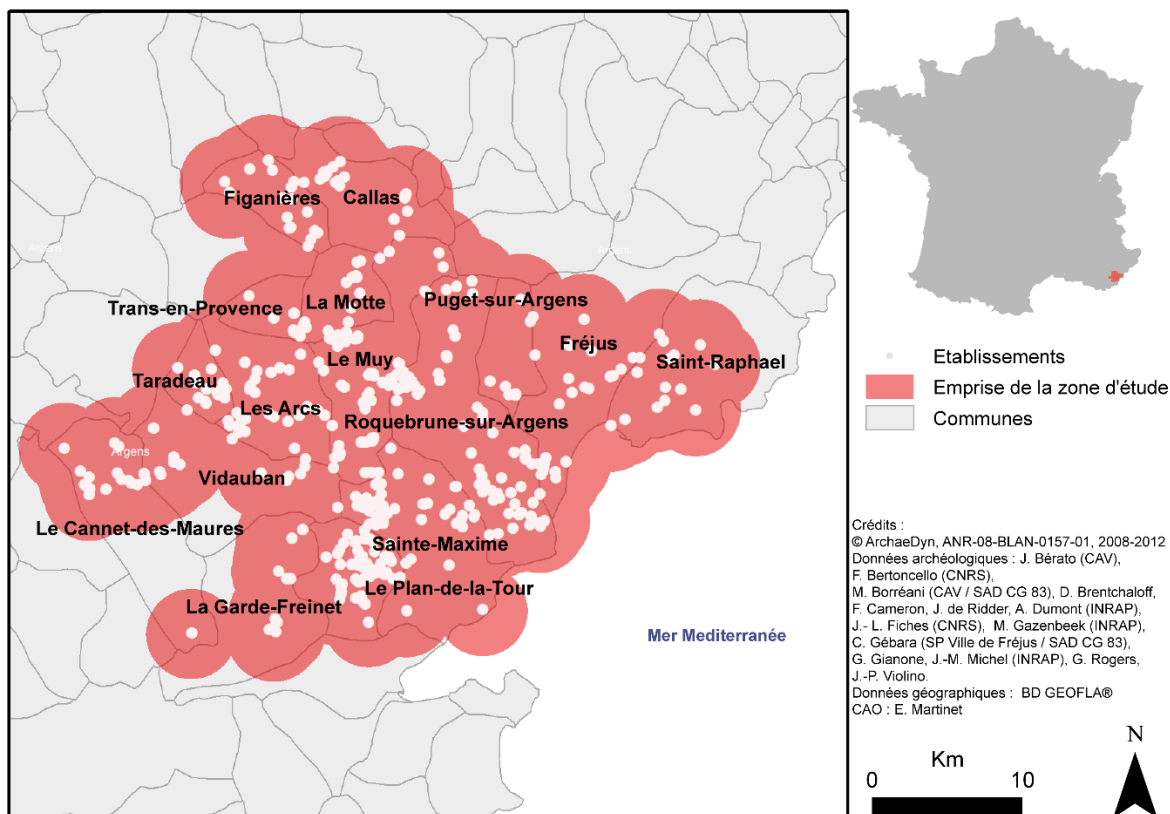 Figanières
Callas
Argens
Argens
Trans-en-Provence
La Motte
Puget-sur-Argens
Fréjus
Le Muy
Saint-Raphael
Taradeau
Les Arcs
Roquebrune-sur-Argens
Argens
Vidauban
Le Cannet-des-Maures
Sainte-Maxime
Le Plan-de-la-Tour
La Garde-Freinet
Mer Mediterranée
Etablissements
Emprise de la zone d'étude
Communes
Crédits :
© ArchaeDyn, ANR-08-BLAN-0157-01, 2008-2012
Données archéologiques : J. Bérato (CAV),
F. Bertoncello (CNRS),
M. Borréani (CAV / SAD CG 83), D. Brentchaloff,
F. Cameron, J. de Ridder, A. Dumont (INRAP),
J.- L. Fiches (CNRS), M. Gazenbeek (INRAP),
C. Gébara (SP Ville de Fréjus / SAD CG 83),
G. Gianone, J.-M. Michel (INRAP), G. Rogers,
J.-P. Violino.
Données géographiques : BD GEOFLA®
CAO : E. Martinet
Km
0 10
N